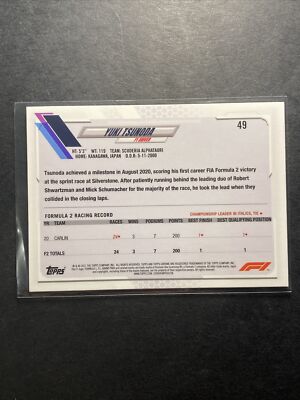 49
YUKI TSUNODA
F1 DRIVER
HT: 5'3" WT: 119 TEAM: SCUDERIA ALPHATAURI
HOME: KANAGAWA, JAPAN D.O.B: 5-11-2000
Tsunoda achieved a milestone in August 2020, scoring his first career FIA Formula 2 victory
at the sprint race at Silverstone. After patiently running behind the leading duo of Robert
Shwartzman and Mick Schumacher for the majority of the race, he took the lead when they
collided in the closing laps.
FORMULA 2 RACING RECORD CHAMPIONSHIP LEADER IN ITALICS, TIE ♦
YR TEAM RACES WINS PODIUMS POINTS BEST FINISH BEST QUALIFYING POSITION
20 CARLIN 24♦ 3 7 200 1♦ 1♦
F2 TOTALS 24 3 7 200 1 1
Topps
F1